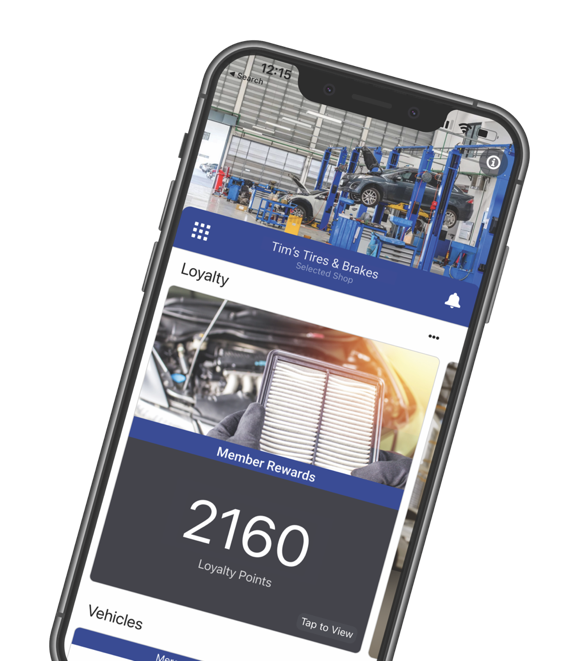 12:15
◀ Search
Tim's Tires & Brakes
Selected Shop
Loyalty
Member Rewards
2160
Loyalty Points
Tap to View
Vehicles